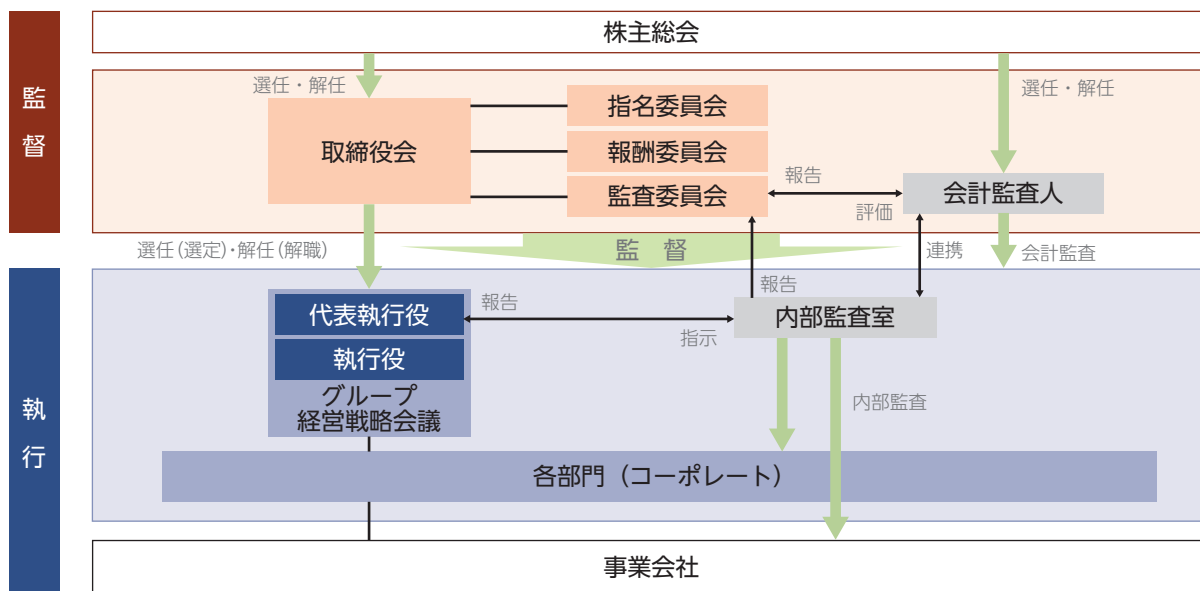 株主総会
監督
選任・解任
選任・解任
指名委員会
取締役会
報酬委員会
監査委員会
報告
評価
会計監査人
選任(選定)・解任(解職)
監　督
連携
会計監査
執行
報告
代表執行役
報告
指示
内部監査室
執行役
グループ
経営戦略会議
内部監査
各部門（コーポレート）
事業会社